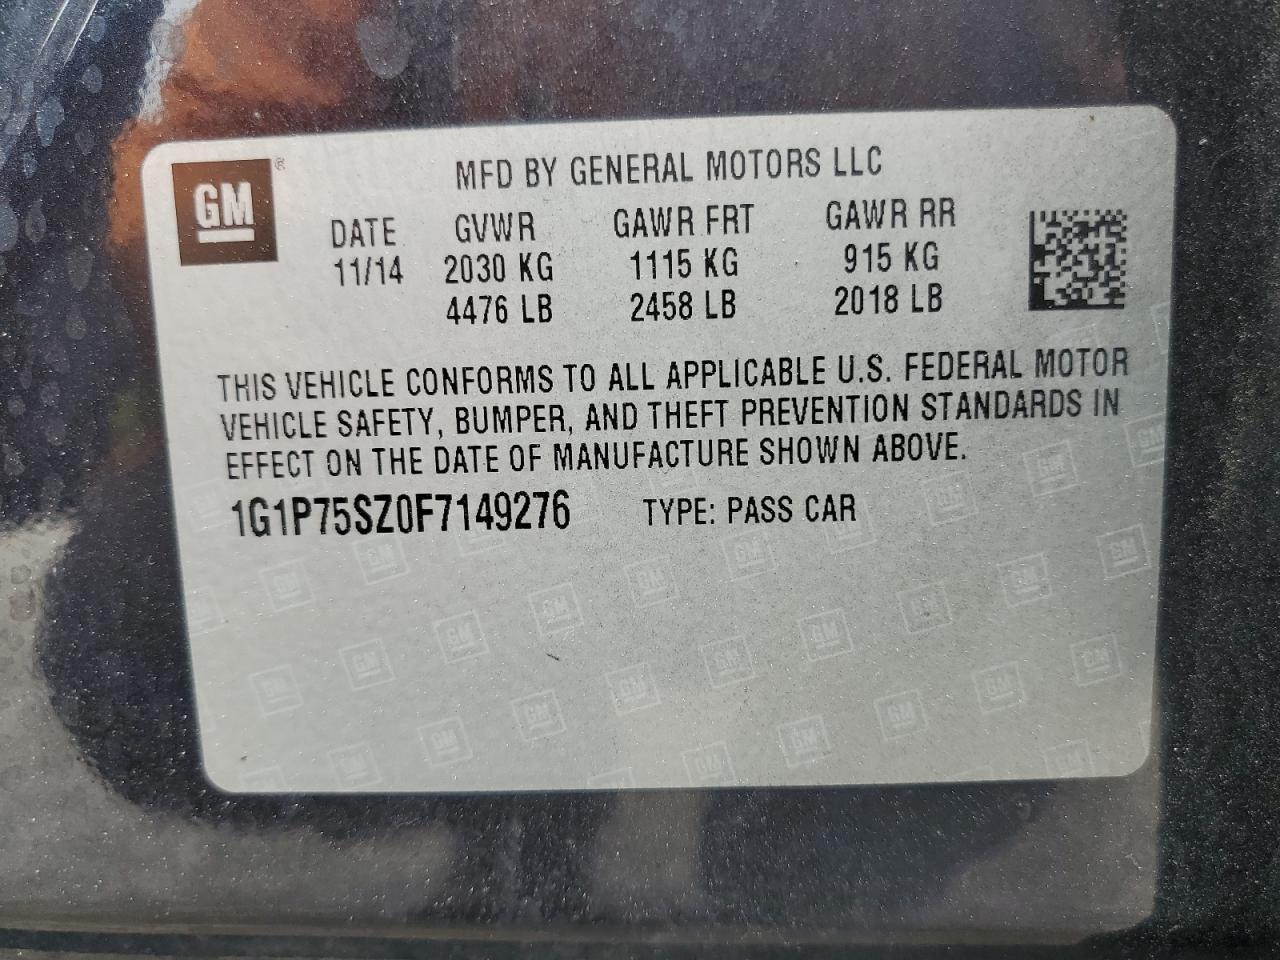 GM ®
MFD BY GENERAL MOTORS LLC
DATE GVWR GAWR FRT GAWR RR
11/14 2030 KG 1115 KG 915 KG
4476 LB 2458 LB 2018 LB
THIS VEHICLE CONFORMS TO ALL APPLICABLE U.S. FEDERAL MOTOR
VEHICLE SAFETY, BUMPER, AND THEFT PREVENTION STANDARDS IN
EFFECT ON THE DATE OF MANUFACTURE SHOWN ABOVE.
1G1P75SZ0F7149276 TYPE: PASS CAR